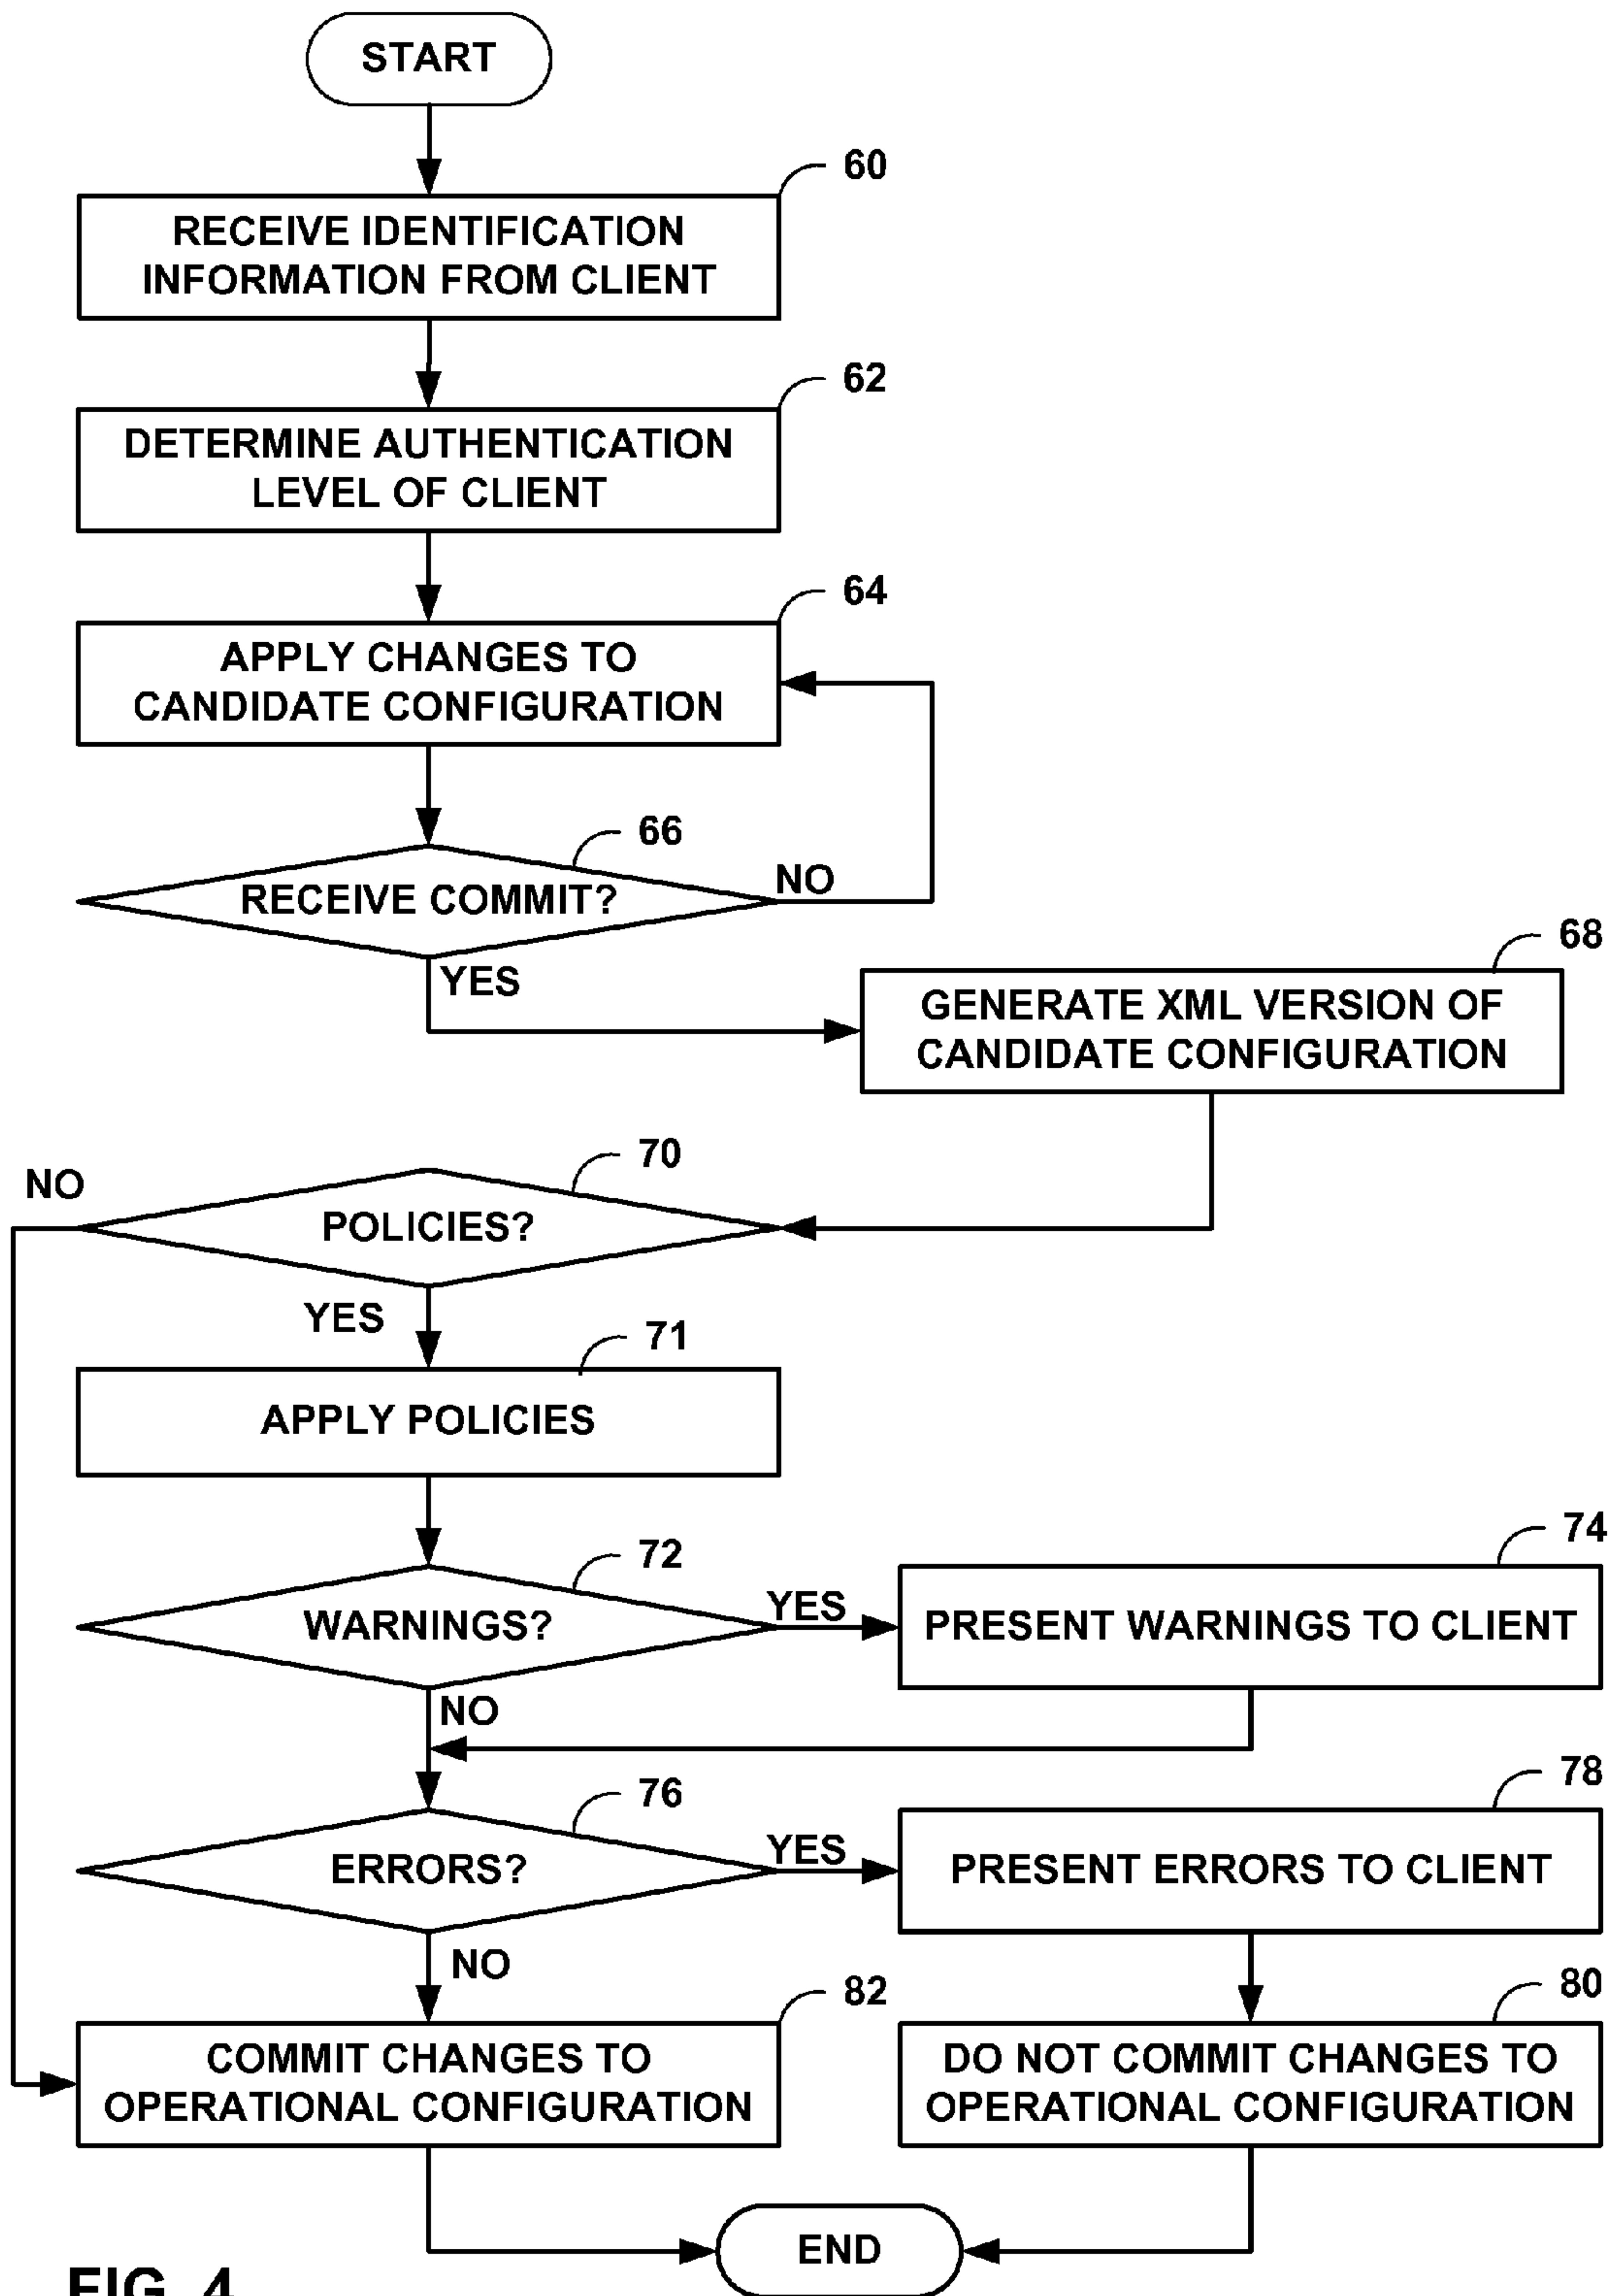 START
60
RECEIVE IDENTIFICATION
INFORMATION FROM CLIENT
62
DETERMINE AUTHENTICATION
LEVEL OF CLIENT
64
APPLY CHANGES TO
CANDIDATE CONFIGURATION
66
RECEIVE COMMIT?
NO
YES
68
GENERATE XML VERSION OF
CANDIDATE CONFIGURATION
70
NO
POLICIES?
YES
71
APPLY POLICIES
72
WARNINGS?
YES
74
PRESENT WARNINGS TO CLIENT
NO
76
ERRORS?
YES
78
PRESENT ERRORS TO CLIENT
NO
82
COMMIT CHANGES TO
OPERATIONAL CONFIGURATION
80
DO NOT COMMIT CHANGES TO
OPERATIONAL CONFIGURATION
END
FIG. 4